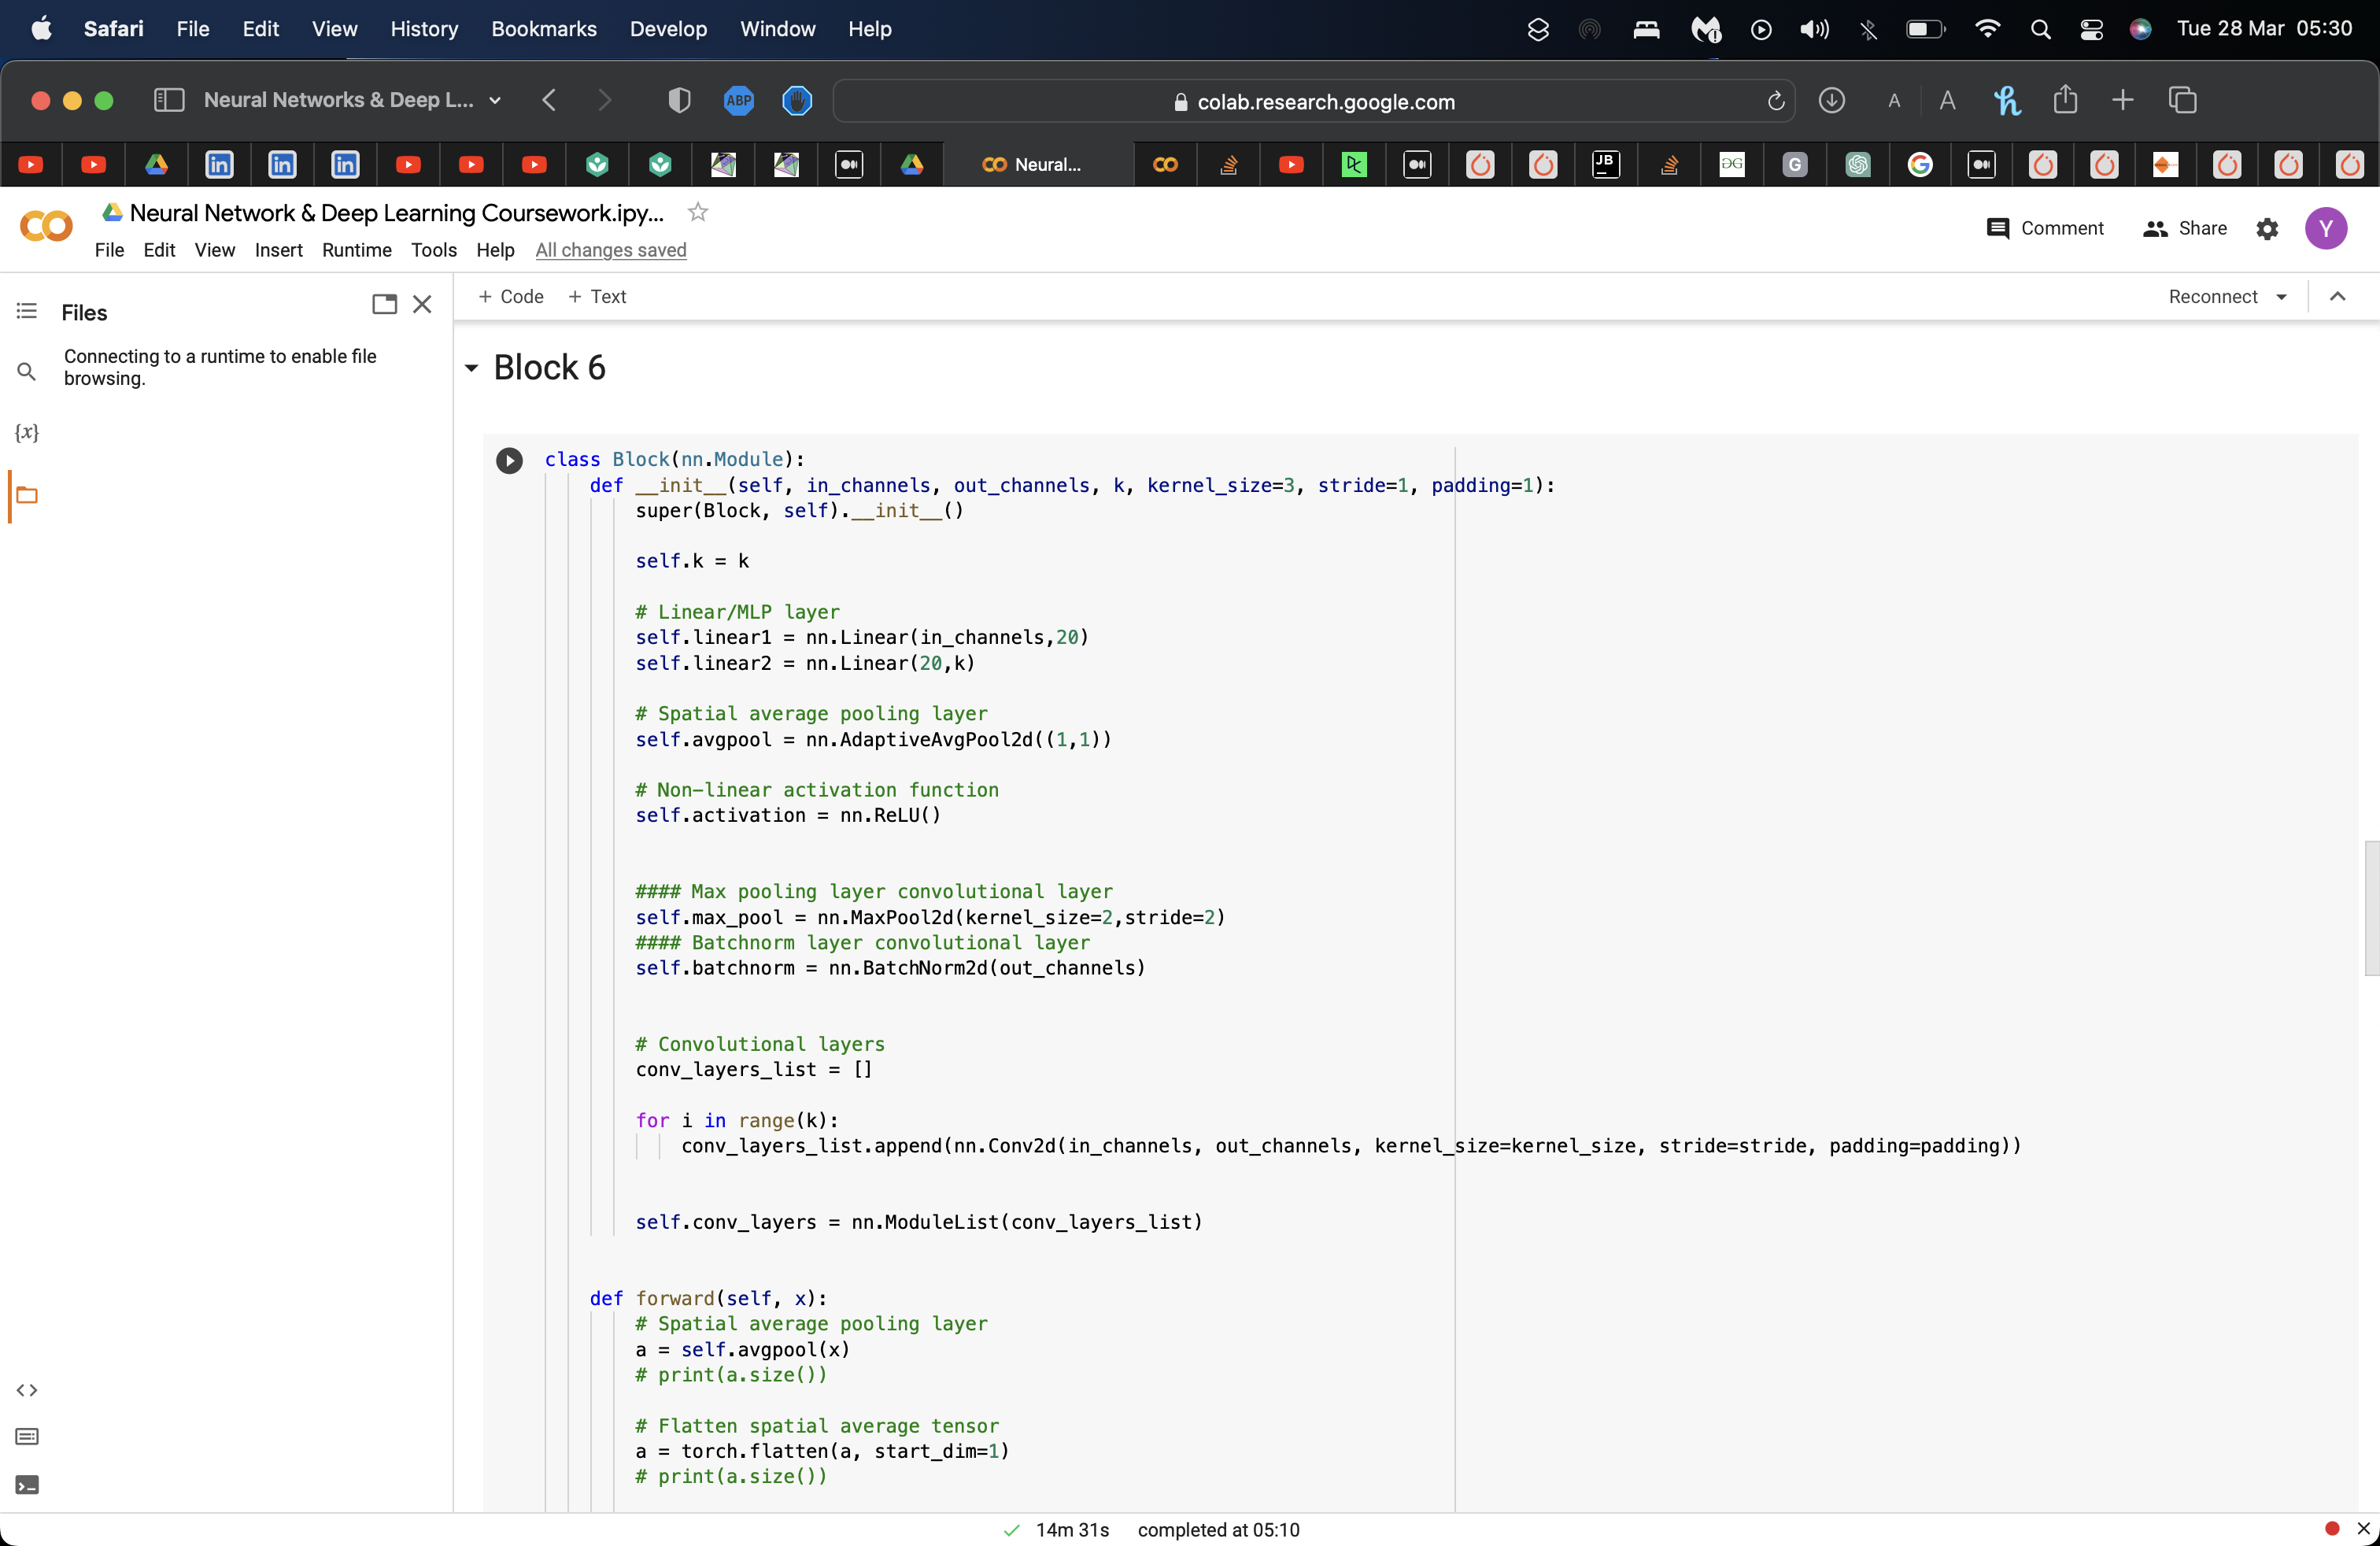 Safari File Edit View History Bookmarks Develop Window Help Tue 28 Mar 05:30
Neural Networks & Deep L... ABP colab.research.google.com A A
Neural... JB G
Neural Network & Deep Learning Coursework.ipy...
File Edit View Insert Runtime Tools Help All changes saved
Comment Share Y
Files
Connecting to a runtime to enable file
browsing.
{x}
+ Code + Text Reconnect
Block 6
class Block(nn.Module):
def __init__(self, in_channels, out_channels, k, kernel_size=3, stride=1, padding=1):
super(Block, self).__init__()
self.k = k
# Linear/MLP layer
self.linear1 = nn.Linear(in_channels,20)
self.linear2 = nn.Linear(20,k)
# Spatial average pooling layer
self.avgpool = nn.AdaptiveAvgPool2d((1,1))
# Non-linear activation function
self.activation = nn.ReLU()
#### Max pooling layer convolutional layer
self.max_pool = nn.MaxPool2d(kernel_size=2,stride=2)
#### Batchnorm layer convolutional layer
self.batchnorm = nn.BatchNorm2d(out_channels)
# Convolutional layers
conv_layers_list = []
for i in range(k):
conv_layers_list.append(nn.Conv2d(in_channels, out_channels, kernel_size=kernel_size, stride=stride, padding=padding))
self.conv_layers = nn.ModuleList(conv_layers_list)
def forward(self, x):
# Spatial average pooling layer
a = self.avgpool(x)
# print(a.size())
# Flatten spatial average tensor
a = torch.flatten(a, start_dim=1)
# print(a.size())
14m 31s completed at 05:10